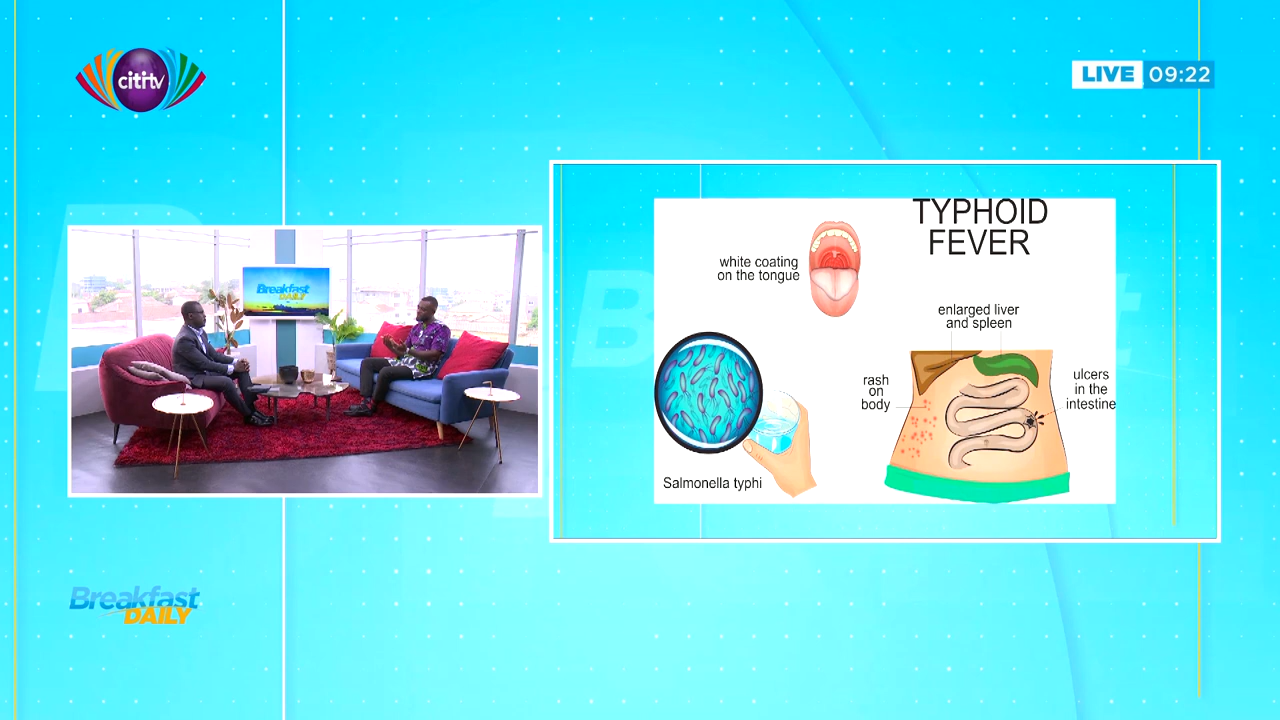 citi tv
LIVE 09:22
TYPHOID
FEVER
white coating
on the tongue
enlarged liver
and spleen
rash
on
body
ulcers
in the
intestine
Salmonella typhi
Breakfast
DAILY
Breakfast
DAILY